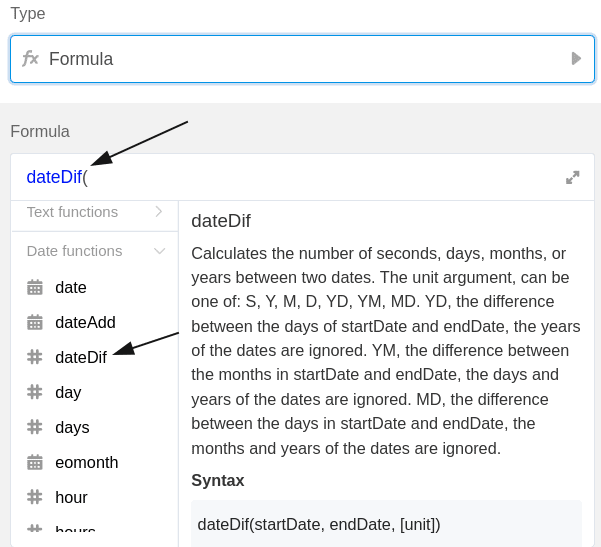 Type
fx Formula
Formula
dateDif(
Text functions
Date functions
date
dateAdd
dateDif
day
days
eomonth
hour
hours
dateDif
Calculates the number of seconds, days, months, or
years between two dates. The unit argument, can be
one of: S, Y, M, D, YD, YM, MD. YD, the difference
between the days of startDate and endDate, the years
of the dates are ignored. YM, the difference between
the months in startDate and endDate, the days and
years of the dates are ignored. MD, the difference
between the days in startDate and endDate, the
months and years of the dates are ignored.
Syntax
dateDif(startDate, endDate, [unit])